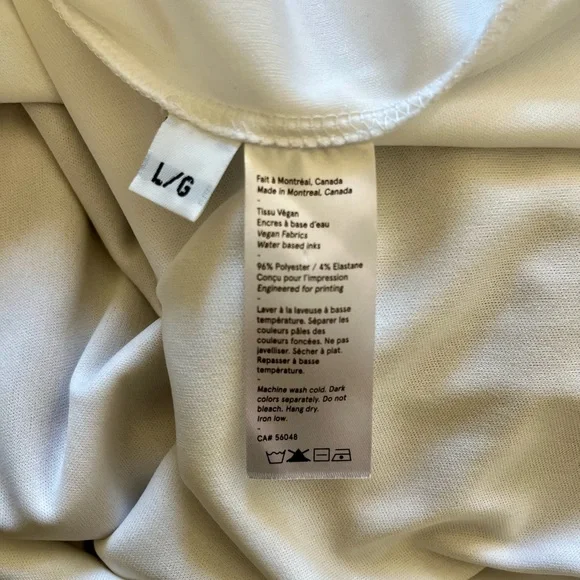 L/G
Fait à Montréal, Canada
Made in Montreal, Canada
-
Tissu Végan
Encres à base d'eau
Vegan Fabrics
Water based inks
-
96% Polyester / 4% Elastane
Conçu pour l'impression
Engineered for printing
-
Laver à la laveuse à basse
température. Séparer les
couleurs pâles des
couleurs foncées. Ne pas
javelliser. Sécher à plat.
Repasser à basse
température.
-
Machine wash cold. Dark
colors separately. Do not
bleach. Hang dry.
Iron low.
-
CA# 56048